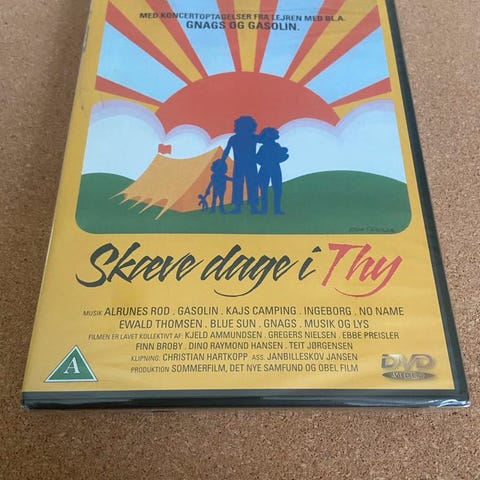 MED KONCERTOPTAGELSER FRA LEJREN MED BL.A.
GNAGS OG GASOLIN.
Skæve dage i Thy
MUSIK ALRUNES ROD . GASOLIN . KAJS CAMPING . INGEBORG . NO NAME
EWALD THOMSEN . BLUE SUN . GNAGS . MUSIK OG LYS
FILMEN ER LAVET KOLLEKTIVT AF: KJELD AMMUNDSEN . GREGERS NIELSEN . EBBE PREISLER
FINN BROBY . DINO RAYMOND HANSEN . TEIT JØRGENSEN
KLIPNING: CHRISTIAN HARTKOPP ASS. JANBILLESKOV JANSEN
PRODUKTION SOMMERFILM, DET NYE SAMFUND OG OBEL FILM
A
DVD
VIDEO